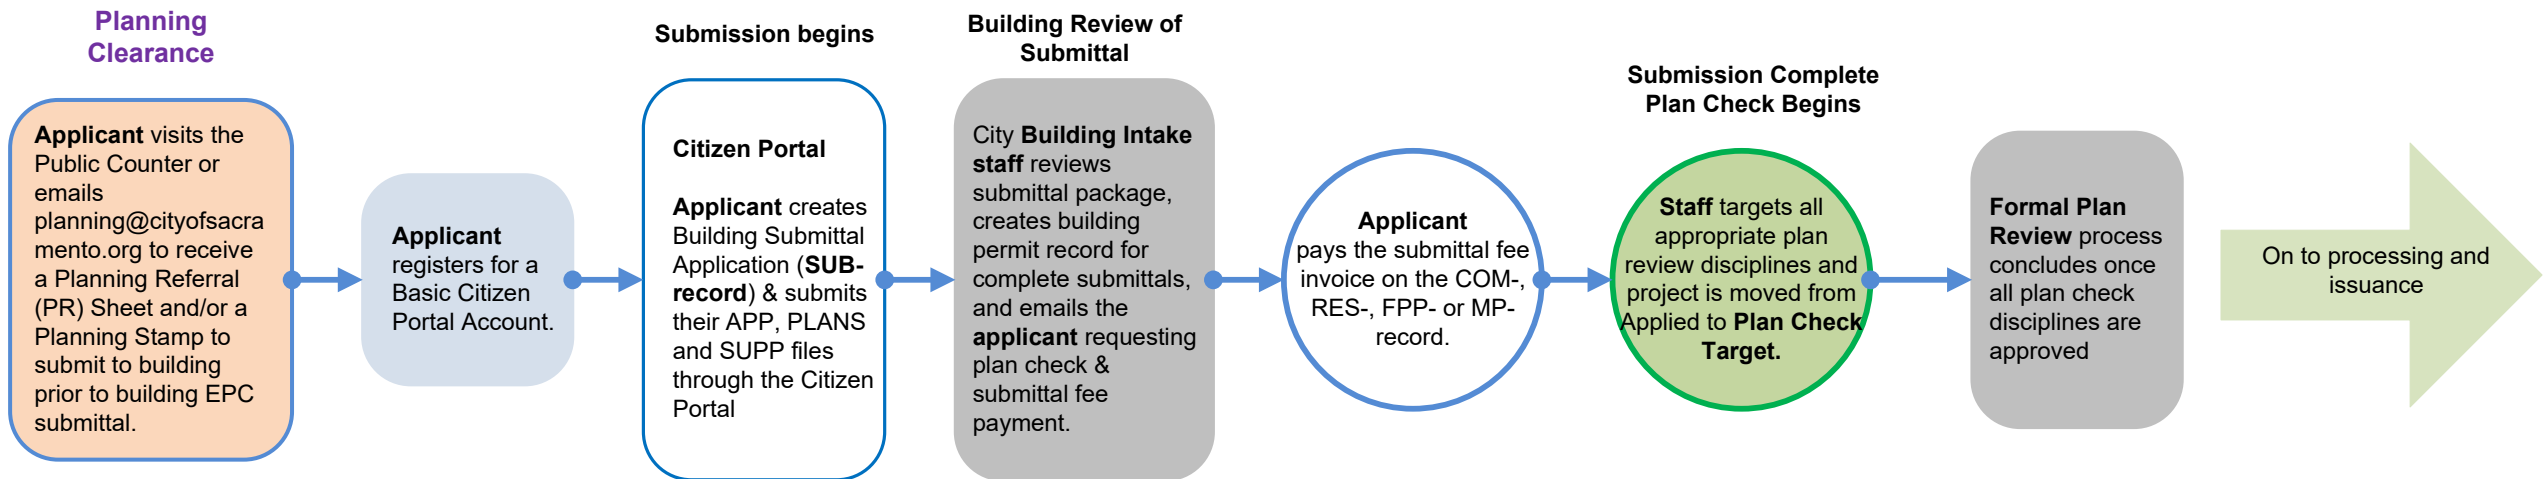 Planning
Clearance
Applicant visits the
Public Counter or
emails
planning@cityofsacra
mento.org to receive
a Planning Referral
(PR) Sheet and/or a
Planning Stamp to
submit to building
prior to building EPC
submittal.
Applicant
registers for a
Basic Citizen
Portal Account.
Submission begins
Citizen Portal
Applicant creates
Building Submittal
Application (SUB-
record) & submits
their APP, PLANS
and SUPP files
through the Citizen
Portal
Building Review of
Submittal
City Building Intake
staff reviews
submittal package,
creates building
permit record for
complete submittals,
and emails the
applicant requesting
plan check &
submittal fee
payment.
Applicant
pays the submittal fee
invoice on the COM-,
RES-, FPP- or MP-
record.
Submission Complete
Plan Check Begins
Staff targets all
appropriate plan
review disciplines and
project is moved from
Applied to Plan Check
Target.
Formal Plan
Review process
concludes once
all plan check
disciplines are
approved
On to processing and
issuance